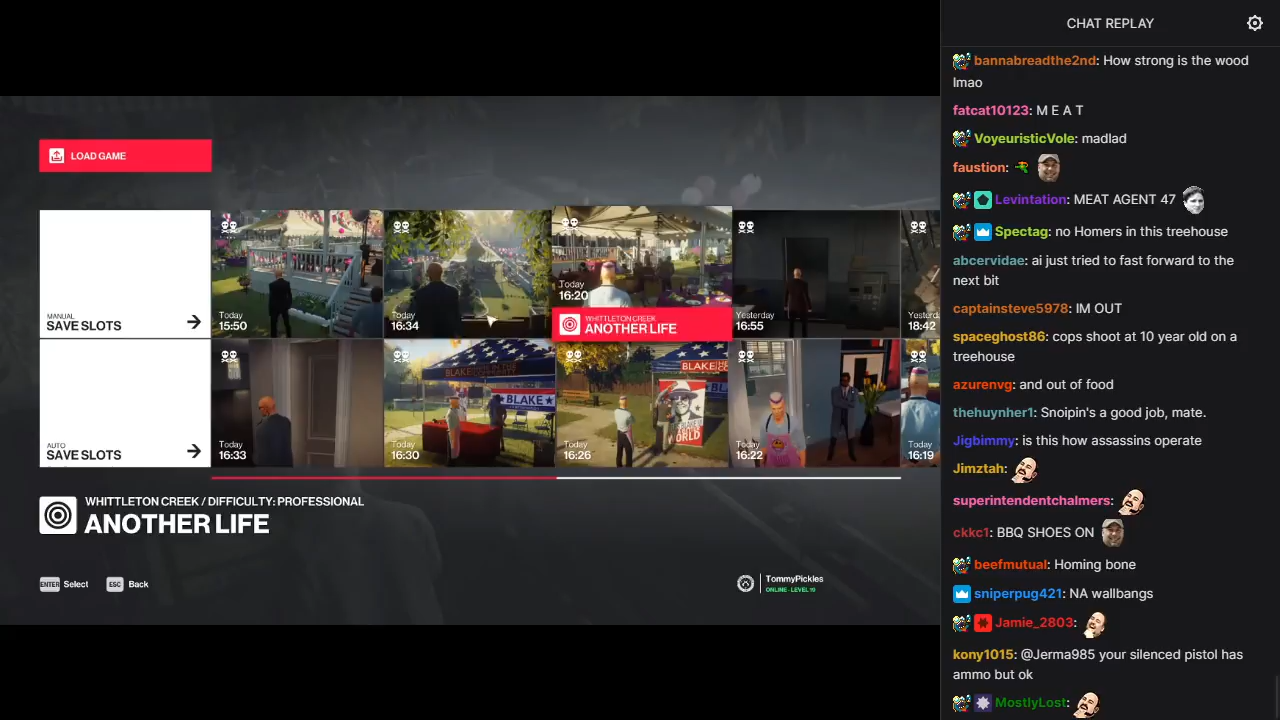 CHAT REPLAY
LOAD GAME
MANUAL
SAVE SLOTS
Today
15:50
Today
16:34
Today
16:20
WHITTLETON CREEK
ANOTHER LIFE
Yesterday
16:55
Yesterd
18:42
AUTO
SAVE SLOTS
Today
16:33
BLAKE
BLAKE
Today
16:30
BLAKE
WORLD
Today
16:26
Today
16:22
Today
16:19
WHITTLETON CREEK / DIFFICULTY: PROFESSIONAL
ANOTHER LIFE
ENTER Select
ESC Back
TommyPickles
ONLINE - LEVEL 19
bannabreadthe2nd: How strong is the wood
lmao
fatcat10123: M E A T
VoyeuristicVole: madlad
faustion:
Levintation: MEAT AGENT 47
Spectag: no Homers in this treehouse
abcervidae: ai just tried to fast forward to the
next bit
captainsteve5978: IM OUT
spaceghost86: cops shoot at 10 year old on a
treehouse
azurenvg: and out of food
thehuynher1: Snoipin's a good job, mate.
Jigbimmy: is this how assassins operate
Jimztah:
superintendentchalmers:
ckkc1: BBQ SHOES ON
beefmutual: Homing bone
sniperpug421: NA wallbangs
Jamie_2803:
kony1015: @Jerma985 your silenced pistol has
ammo but ok
MostlyLost: